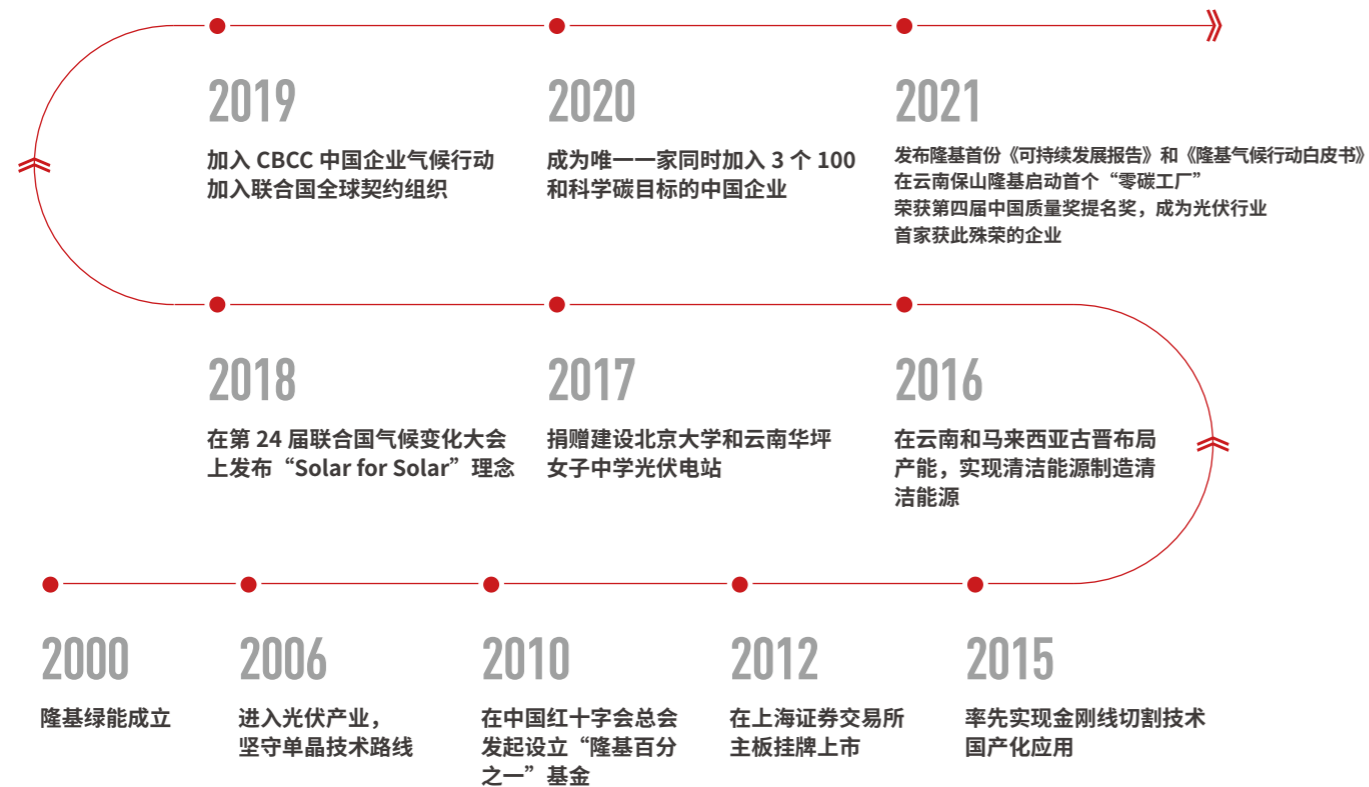 2019
加入 CBCC 中国企业气候行动
加入联合国全球契约组织
2020
成为唯一一家同时加入 3 个 100
和科学碳目标的中国企业
2021
发布隆基首份《可持续发展报告》和《隆基气候行动白皮书》
在云南保山隆基启动首个“零碳工厂”
荣获第四届中国质量奖提名奖，成为光伏行业
首家获此殊荣的企业
2018
在第 24 届联合国气候变化大会
上发布“Solar for Solar”理念
2017
捐赠建设北京大学和云南华坪
女子中学光伏电站
2016
在云南和马来西亚古晋布局
产能，实现清洁能源制造清
洁能源
2000
隆基绿能成立
2006
进入光伏产业，
坚守单晶技术路线
2010
在中国红十字会总会
发起设立“隆基百分
之一”基金
2012
在上海证券交易所
主板挂牌上市
2015
率先实现金刚线切割技术
国产化应用